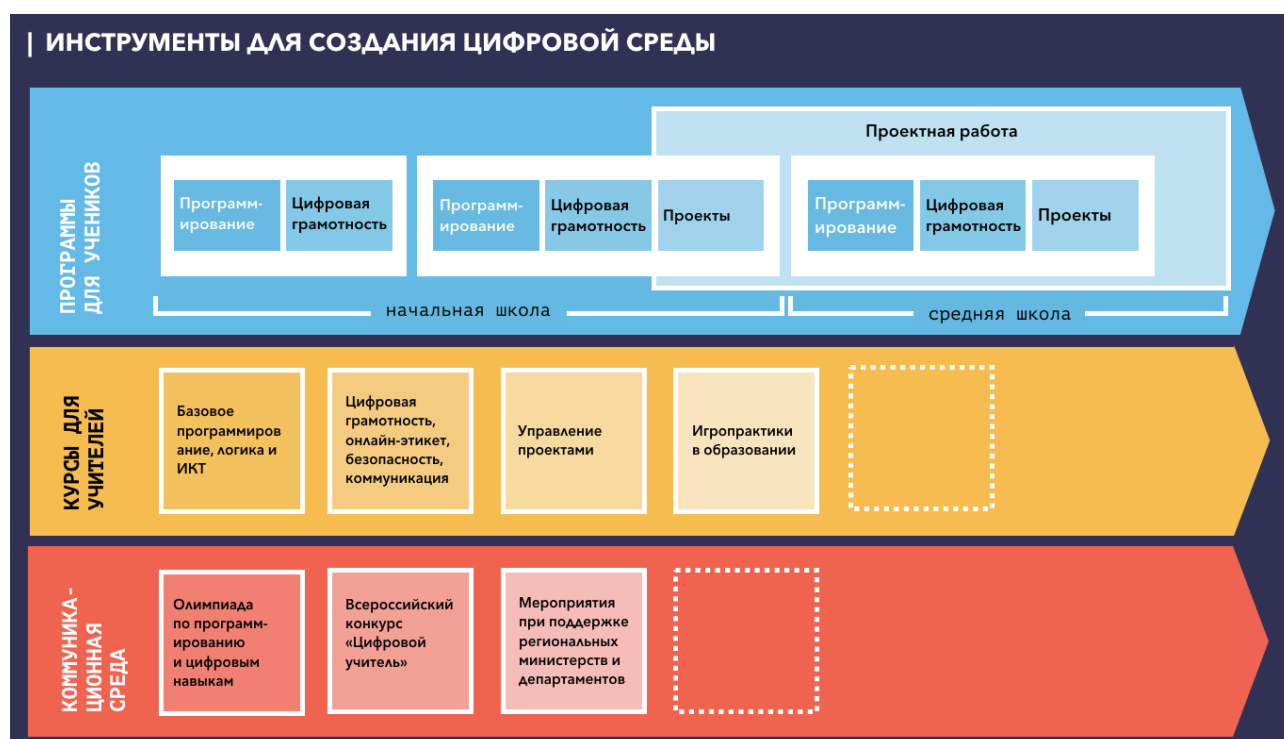 | ИНСТРУМЕНТЫ ДЛЯ СОЗДАНИЯ ЦИФРОВОЙ СРЕДЫ
ПРОГРАММЫ
ДЛЯ УЧЕНИКОВ
Проектная работа
Программ-
ирование
Цифровая
грамотность
Программ-
ирование
Цифровая
грамотность
Проекты
Программ-
ирование
Цифровая
грамотность
Проекты
начальная школа
средняя школа
КУРСЫ ДЛЯ
УЧИТЕЛЕЙ
Базовое
программиров
ание, логика и
ИКТ
Цифровая
грамотность,
онлайн-этикет,
безопасность,
коммуникация
Управление
проектами
Игропрактики
в образовании
КОММУНИКА-
ЦИОННАЯ
СРЕДА
Олимпиада
по программ-
ированию
и цифровым
навыкам
Всероссийский
конкурс
«Цифровой
учитель»
Мероприятия
при поддержке
региональных
министерств и
департаментов